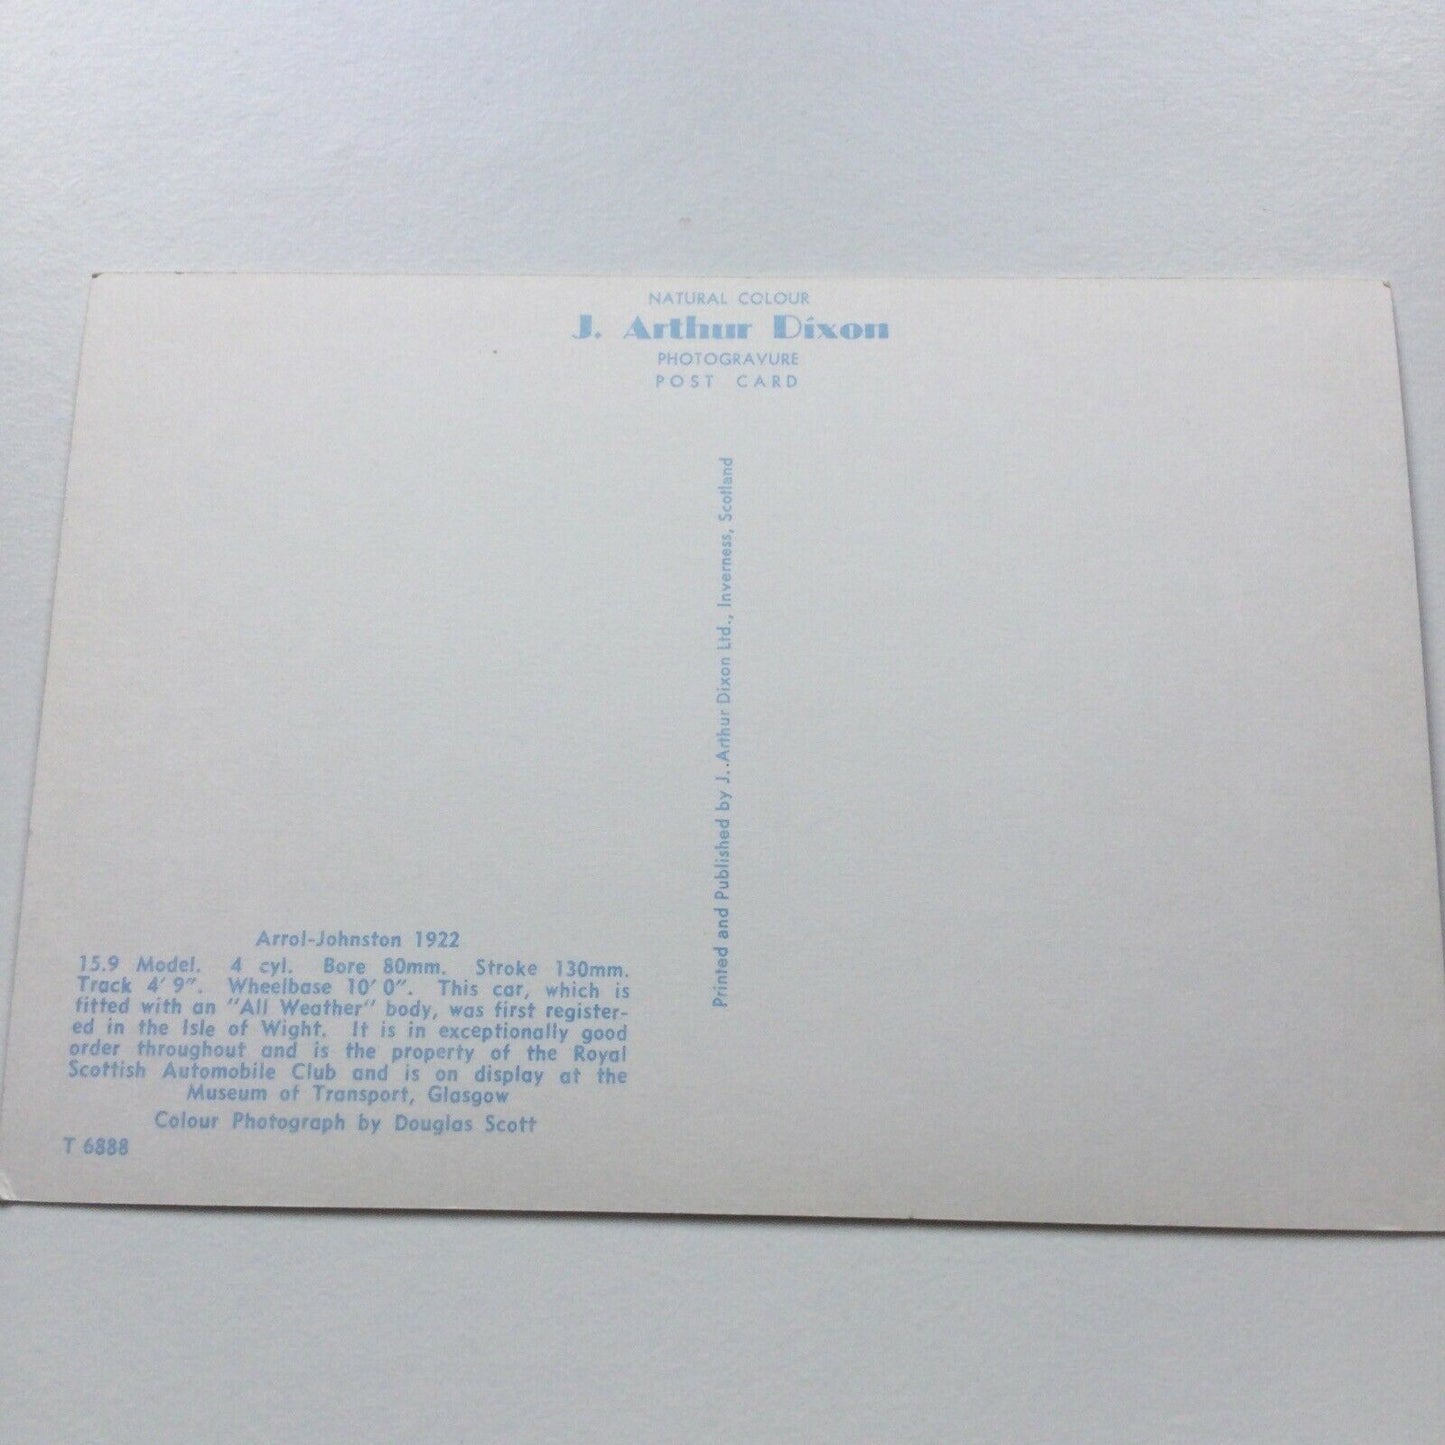 NATURAL COLOUR
J. Arthur Dixon
PHOTOGRAVURE
POST CARD
Printed and Published by J. Arthur Dixon Ltd., Inverness, Scotland
Arrol-Johnston 1922
15.9 Model. 4 cyl. Bore 80mm. Stroke 130mm.
Track 4' 9". Wheelbase 10' 0". This car, which is
fitted with an "All Weather" body, was first register-
ed in the Isle of Wight. It is in exceptionally good
order throughout and is the property of the Royal
Scottish Automobile Club and is on display at the
Museum of Transport, Glasgow
Colour Photograph by Douglas Scott
T 6888